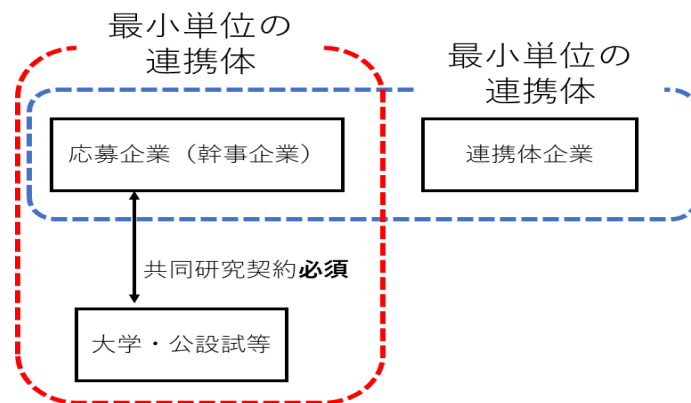 最小単位の
連携体
最小単位の
連携体
応募企業（幹事企業）
連携体企業
共同研究契約必須
大学・公設試等